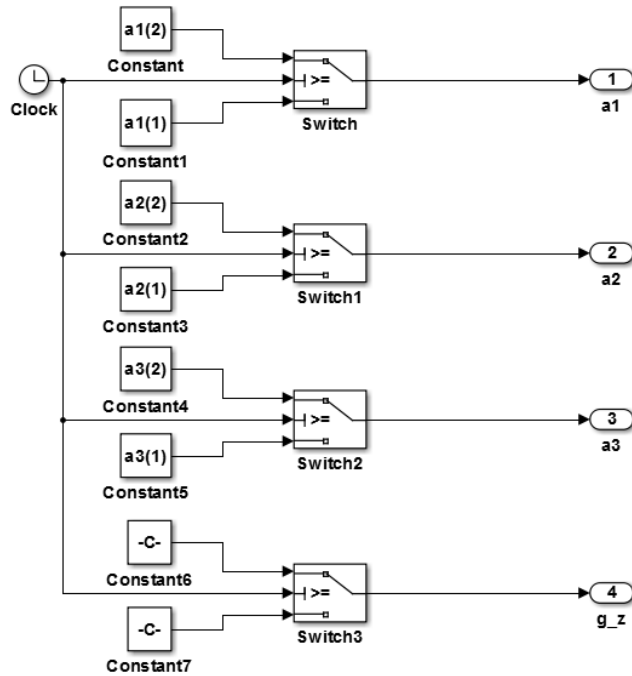 a1(2)
Constant
Clock
>=
Switch
1
a1
a1(1)
Constant1
a2(2)
Constant2
>=
Switch1
2
a2
a2(1)
Constant3
a3(2)
Constant4
>=
Switch2
3
a3
a3(1)
Constant5
-C-
Constant6
>=
Switch3
4
g_z
-C-
Constant7